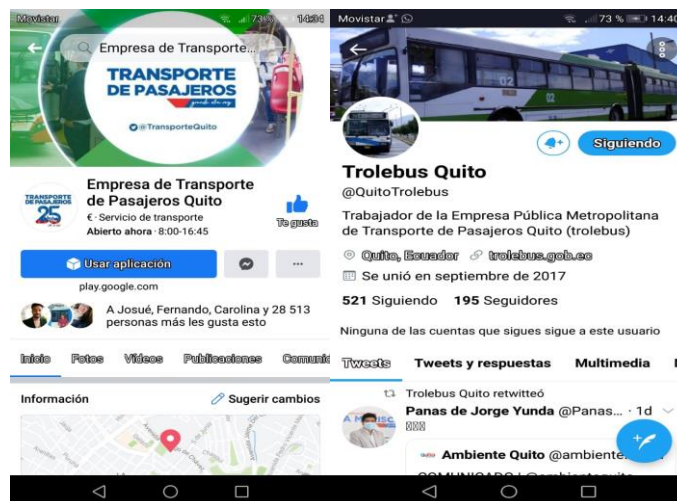 Movistar 73 % 14:34
Empresa de Transporte...
TRANSPORTE
DE PASAJEROS
grande otra vez
@TransporteQuito
TRANSPORTE
DE PASAJEROS
25
Empresa de Transporte
de Pasajeros Quito
€ · Servicio de transporte
Abierto ahora · 8:00-16:45
Te gusta
Usar aplicación
play.google.com
A Josué, Fernando, Carolina y 28 513
personas más les gusta esto
Inicio Fotos Vídeos Publicaciones Comunid
Información Sugerir cambios
Movistar 73 % 14:40
02
02
Siguiendo
Trolebus Quito
@QuitoTrolebus
Trabajador de la Empresa Pública Metropolitana
de Transporte de Pasajeros Quito (trolebus)
Quito, Ecuador trolebus.gob.ec
Se unió en septiembre de 2017
521 Siguiendo 195 Seguidores
Ninguna de las cuentas que sigues sigue a este usuario
Tweets Tweets y respuestas Multimedia
Trolebus Quito retwitteó
Panas de Jorge Yunda @Panas... · 1d
Ambiente Quito @ambiente...